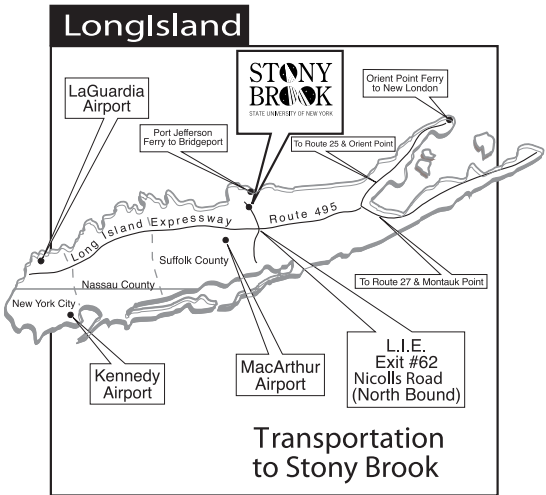 LongIsland
STONY
BROOK
STATE UNIVERSITY OF NEW YORK
Orient Point Ferry
to New London
LaGuardia
Airport
Port Jefferson
Ferry to Bridgeport
To Route 25 & Orient Point
Long Island Expressway Route 495
Suffolk County
Nassau County
To Route 27 & Montauk Point
New York City
L.I.E.
Exit #62
Nicolls Road
(North Bound)
MacArthur
Airport
Kennedy
Airport
Transportation
to Stony Brook